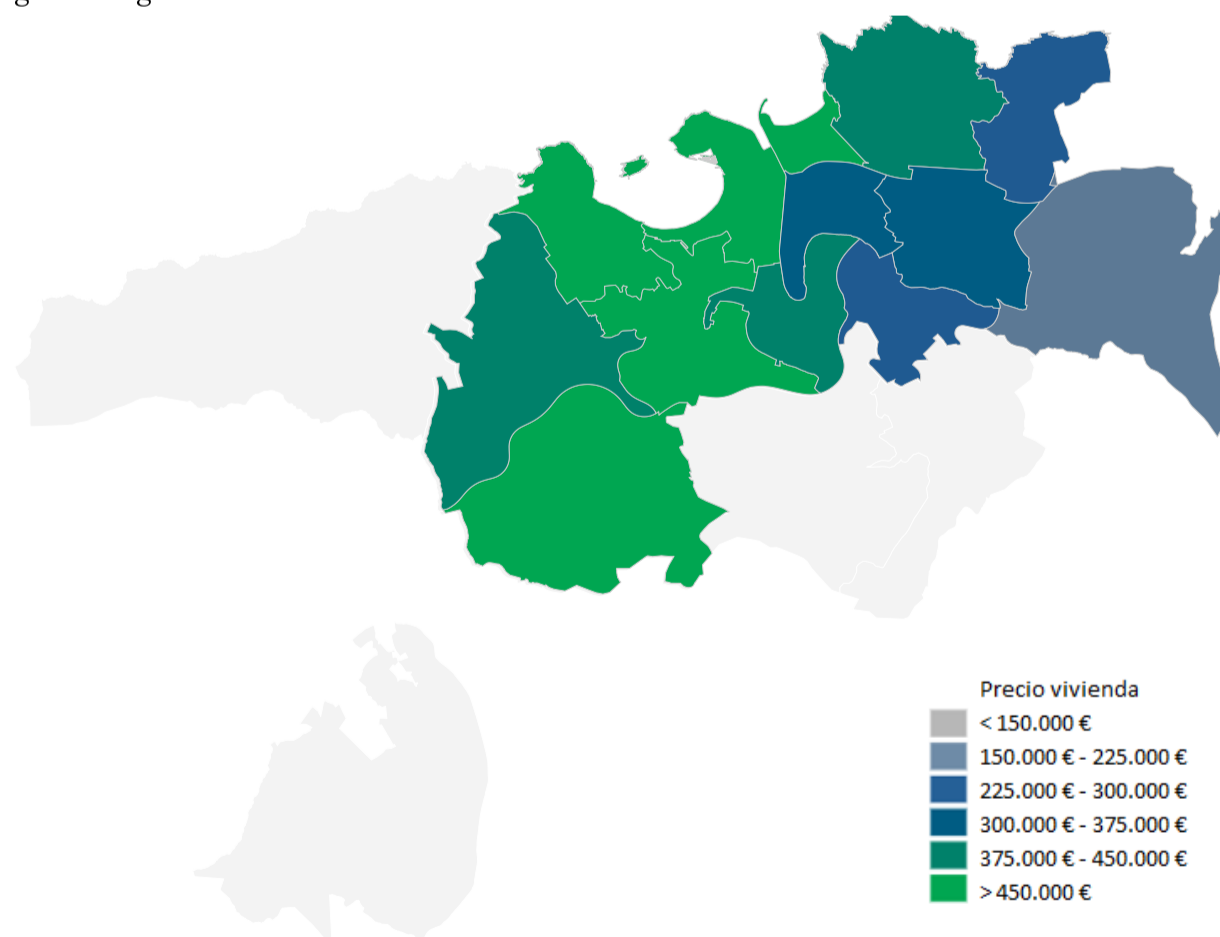 Precio vivienda
< 150.000 €
150.000 € - 225.000 €
225.000 € - 300.000 €
300.000 € - 375.000 €
375.000 € - 450.000 €
> 450.000 €